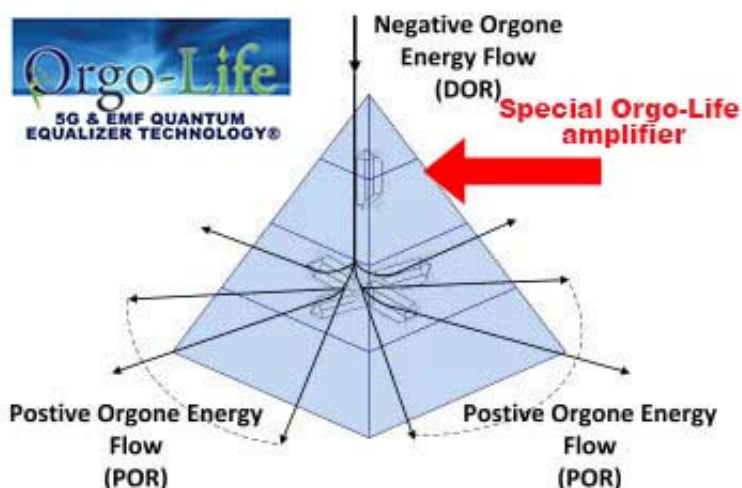 Orgo-Life
5G & EMF QUANTUM
EQUALIZER TECHNOLOGY®
Negative Orgone
Energy Flow
(DOR)
Special Orgo-Life
amplifier
Postive Orgone Energy
Flow
(POR)
Postive Orgone Energy
Flow
(POR)